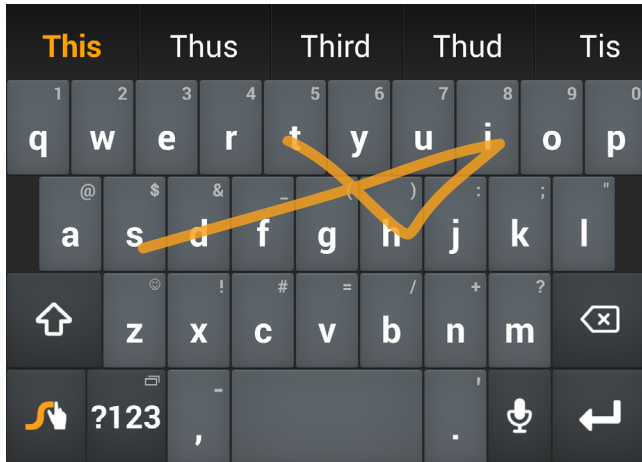 This Thus Third Thud Tis
1 2 3 4 5 6 7 8 9 0
q w e r t y u i o p
@ $ & _ ( ) : ; "
a s d f g h j k l
! # = / + ?
z x c v b n m
- '
?123 , .